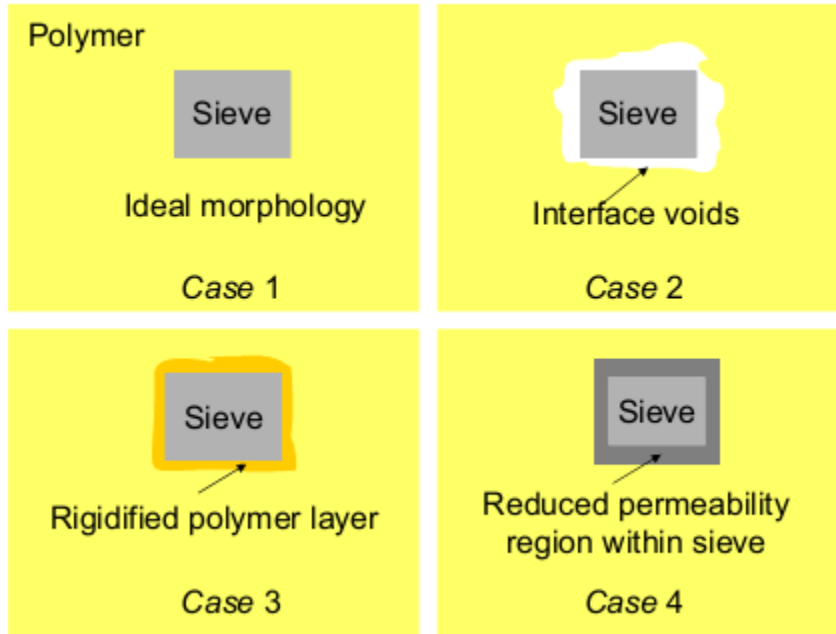 Polymer
Sieve
Ideal morphology
Case 1
Sieve
Interface voids
Case 2
Sieve
Rigidified polymer layer
Case 3
Sieve
Reduced permeability
region within sieve
Case 4